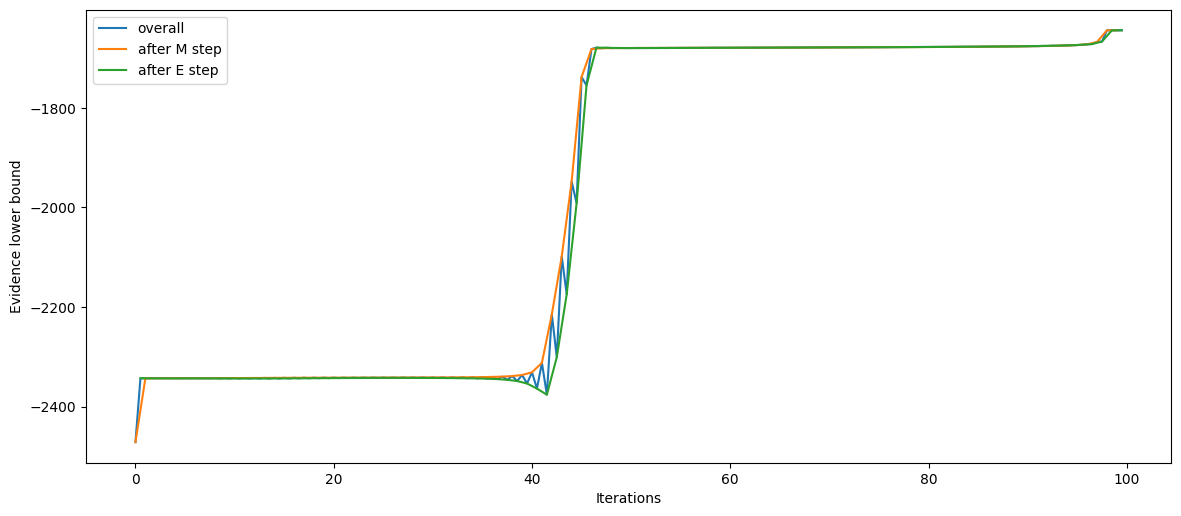 overall
after M step
after E step
−1800
−2000
−2200
−2400
Evidence lower bound
0 20 40 60 80 100
Iterations